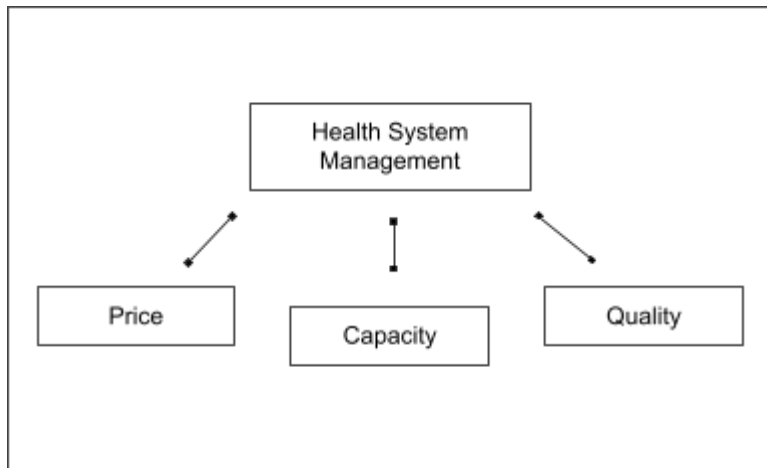 Health System
Management
Price
Capacity
Quality